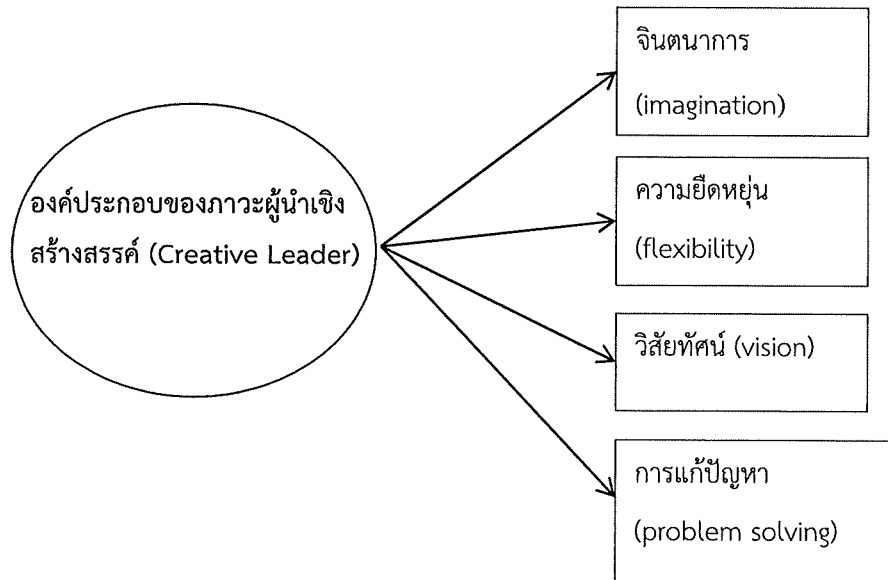 องค์ประกอบของภาวะผู้นำเชิง
สร้างสรรค์ (Creative Leader)
จินตนาการ
(imagination)
ความยืดหยุ่น
(flexibility)
วิสัยทัศน์ (vision)
การแก้ปัญหา
(problem solving)